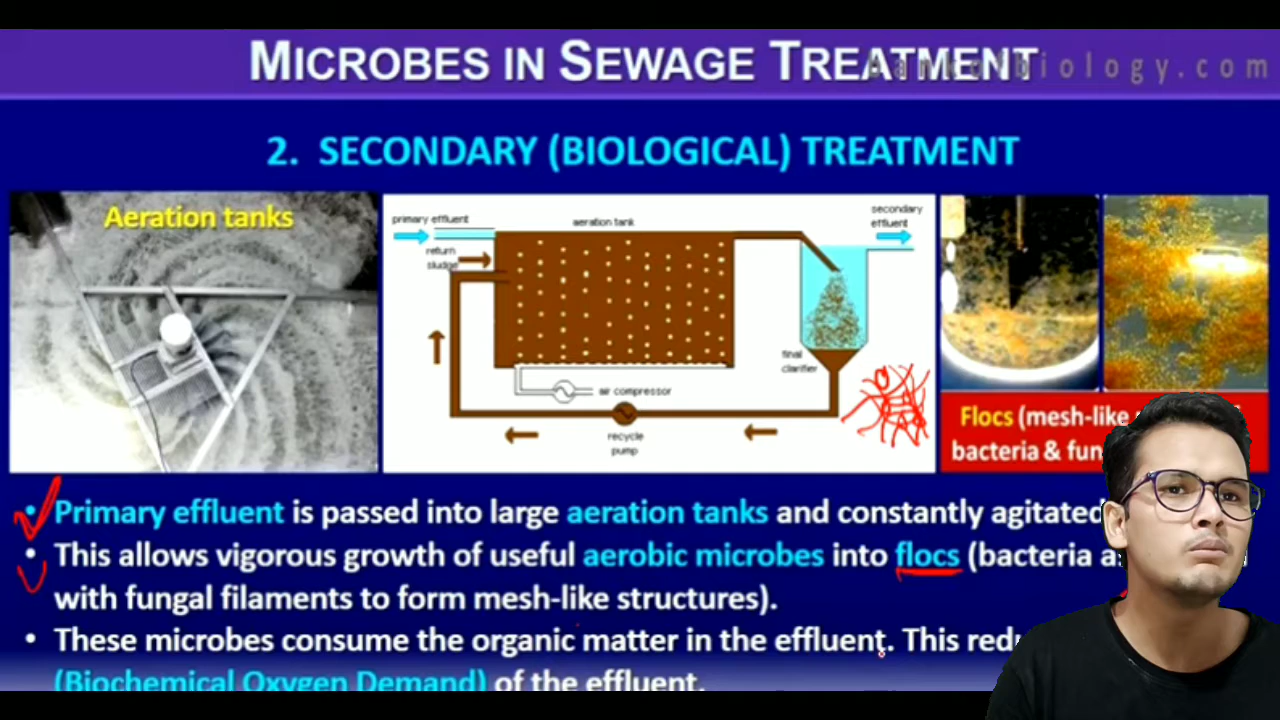 MICROBES IN SEWAGE TREATMENT
biology.com
2. SECONDARY (BIOLOGICAL) TREATMENT
Aeration tanks
primary effluent
return
sludge
aeration tank
secondary
effluent
final
clarifier
air compressor
recycle
pump
Flocs (mesh-like
bacteria &
• Primary effluent is passed into large aeration tanks and constantly agitated
• This allows vigorous growth of useful aerobic microbes into flocs (bacteria
with fungal filaments to form mesh-like structures).
• These microbes consume the organic matter in the effluent. This
(Biochemical Oxygen Demand) of the effluent.